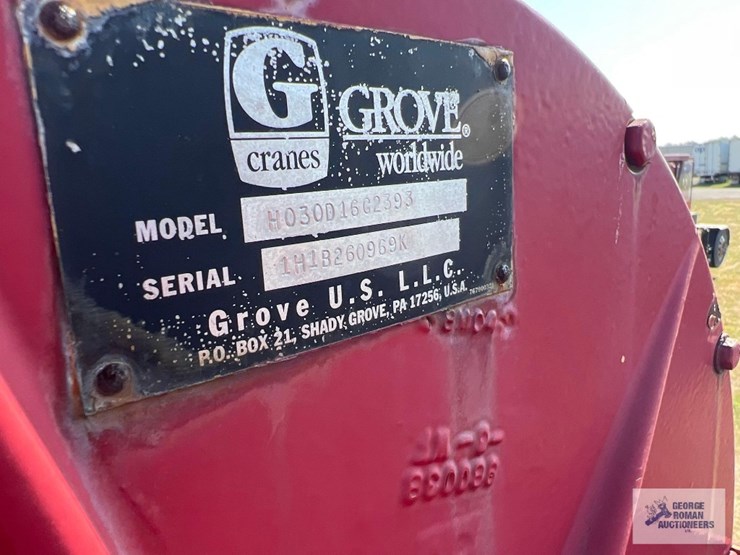 G
cranes
GROVE®
worldwide
MODEL HO30D16G2393
SERIAL 1H1B260969K
Grove U.S. L.L.C.
P.O. BOX 21, SHADY GROVE, PA 17256, U.S.A.
GEORGE
ROMAN
AUCTIONEERS